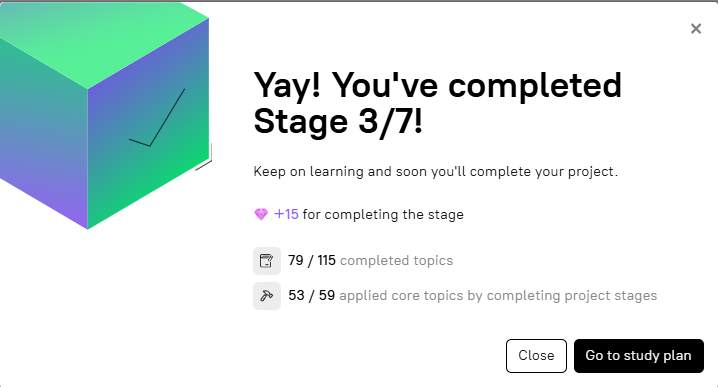 Yay! You've completed
Stage 3/7!
Keep on learning and soon you'll complete your project.
+15 for completing the stage
79 / 115 completed topics
53 / 59 applied core topics by completing project stages
Close
Go to study plan